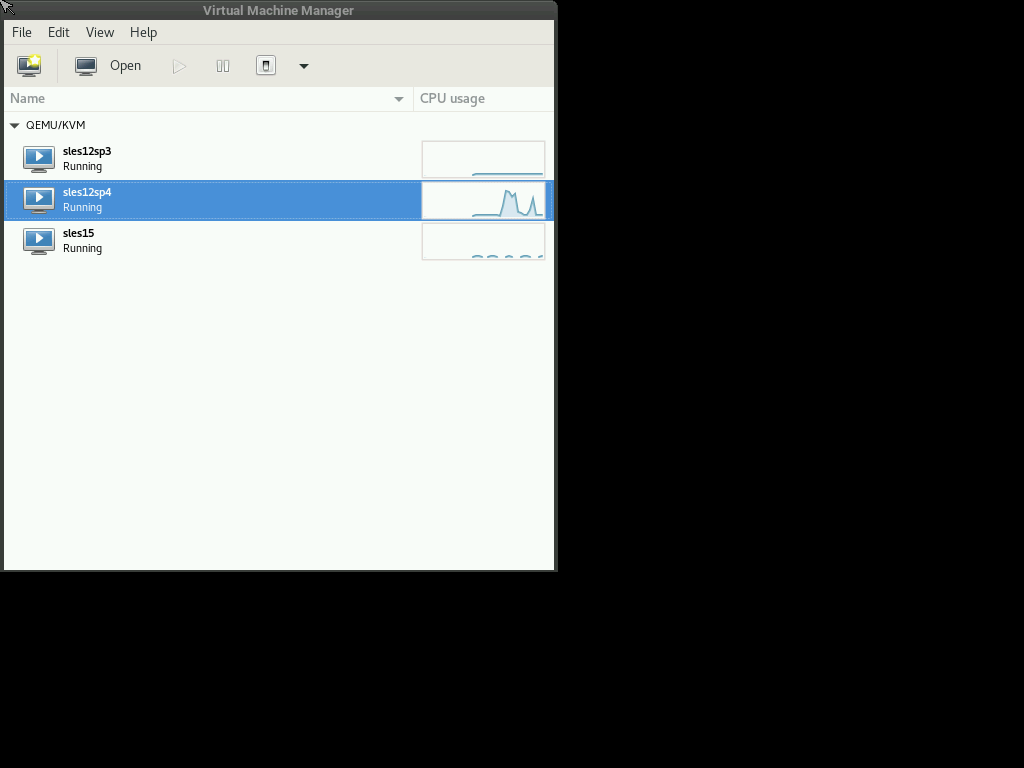 Virtual Machine Manager
File Edit View Help
Open
Name CPU usage
QEMU/KVM
sles12sp3
Running
sles12sp4
Running
sles15
Running